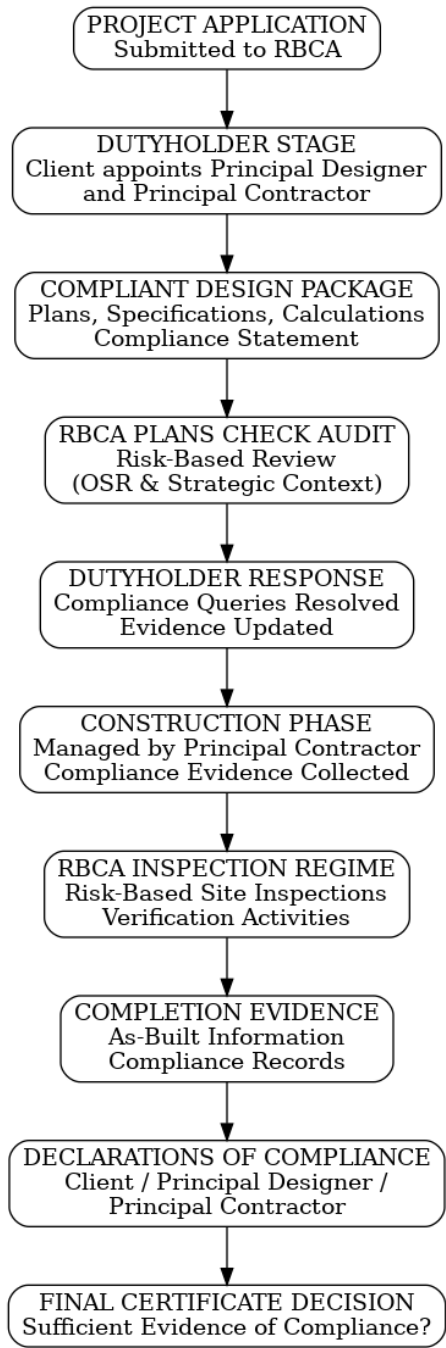 PROJECT APPLICATION
Submitted to RBCA
DUTYHOLDER STAGE
Client appoints Principal Designer
and Principal Contractor
COMPLIANT DESIGN PACKAGE
Plans, Specifications, Calculations
Compliance Statement
RBCA PLANS CHECK AUDIT
Risk-Based Review
(OSR & Strategic Context)
DUTYHOLDER RESPONSE
Compliance Queries Resolved
Evidence Updated
CONSTRUCTION PHASE
Managed by Principal Contractor
Compliance Evidence Collected
RBCA INSPECTION REGIME
Risk-Based Site Inspections
Verification Activities
COMPLETION EVIDENCE
As-Built Information
Compliance Records
DECLARATIONS OF COMPLIANCE
Client / Principal Designer /
Principal Contractor
FINAL CERTIFICATE DECISION
Sufficient Evidence of Compliance?